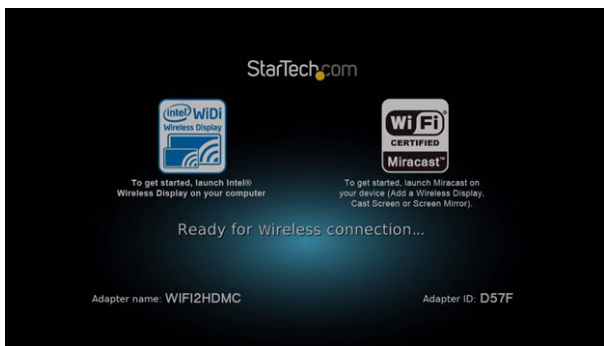 StarTech.com
intel WiDi
Wireless Display
Wi Fi
CERTIFIED
Miracast™
To get started, launch Intel®
Wireless Display on your computer
To get started, launch Miracast on
your device (Add a Wireless Display,
Cast Screen or Screen Mirror).
Ready for wireless connection...
Adapter name: WIFI2HDMC
Adapter ID: D57F